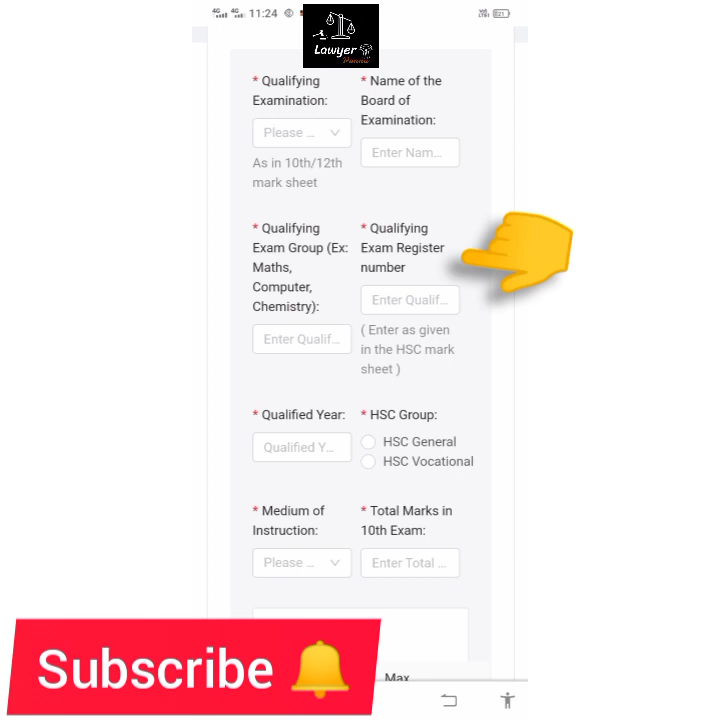 4G 4G 11:24
21
Lawyer
* Qualifying Examination:
Please ...
As in 10th/12th mark sheet
* Name of the Board of Examination:
Enter Nam...
* Qualifying Exam Group (Ex: Maths, Computer, Chemistry):
Enter Qualif...
* Qualifying Exam Register number
Enter Qualif...
( Enter as given in the HSC mark sheet )
* Qualified Year:
Qualified Y...
* HSC Group:
HSC General
HSC Vocational
* Medium of Instruction:
Please ...
* Total Marks in 10th Exam:
Enter Total ...
Max
Subscribe